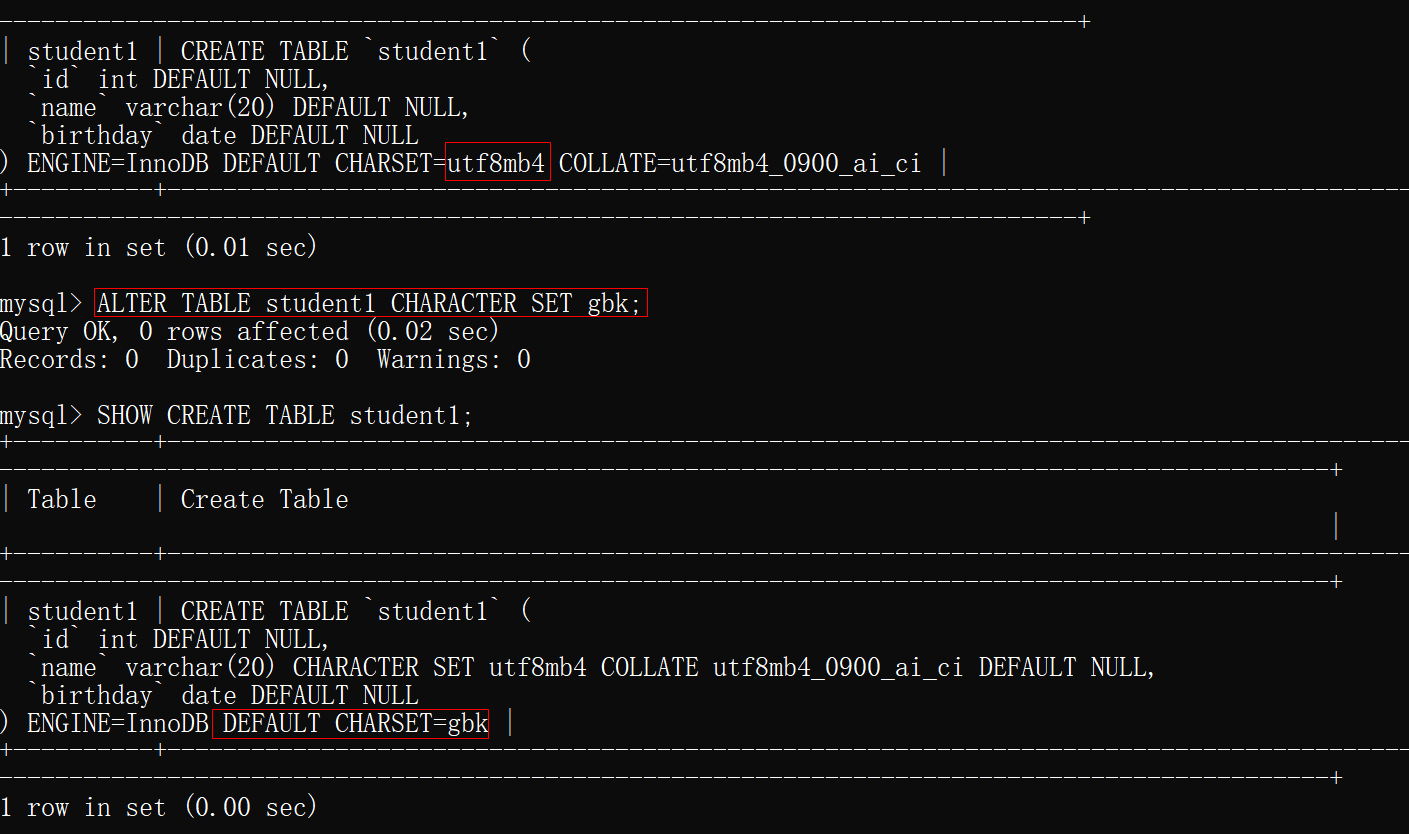 | student1 | CREATE TABLE `student1` (
`id` int DEFAULT NULL,
`name` varchar(20) DEFAULT NULL,
`birthday` date DEFAULT NULL
) ENGINE=InnoDB DEFAULT CHARSET=utf8mb4 COLLATE=utf8mb4_0900_ai_ci |
1 row in set (0.01 sec)
mysql> ALTER TABLE student1 CHARACTER SET gbk;
Query OK, 0 rows affected (0.02 sec)
Records: 0  Duplicates: 0  Warnings: 0
mysql> SHOW CREATE TABLE student1;
| Table    | Create Table
|
| student1 | CREATE TABLE `student1` (
`id` int DEFAULT NULL,
`name` varchar(20) CHARACTER SET utf8mb4 COLLATE utf8mb4_0900_ai_ci DEFAULT NULL,
`birthday` date DEFAULT NULL
) ENGINE=InnoDB DEFAULT CHARSET=gbk |
1 row in set (0.00 sec)